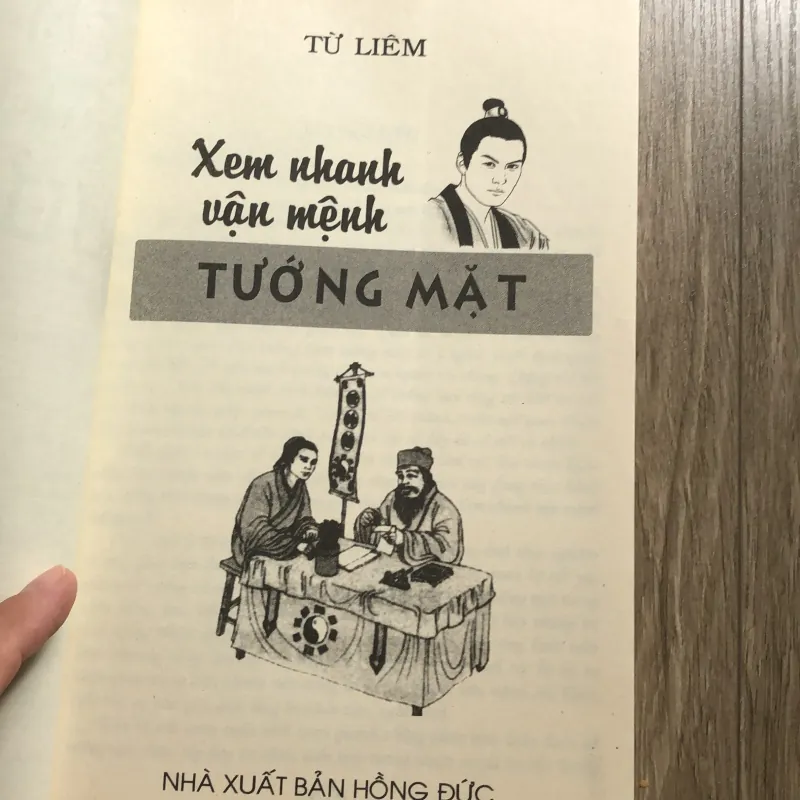 TỪ LIÊM
Xem nhanh
vận mệnh
TƯỚNG MẶT
NHÀ XUẤT BẢN HỒNG ĐỨC